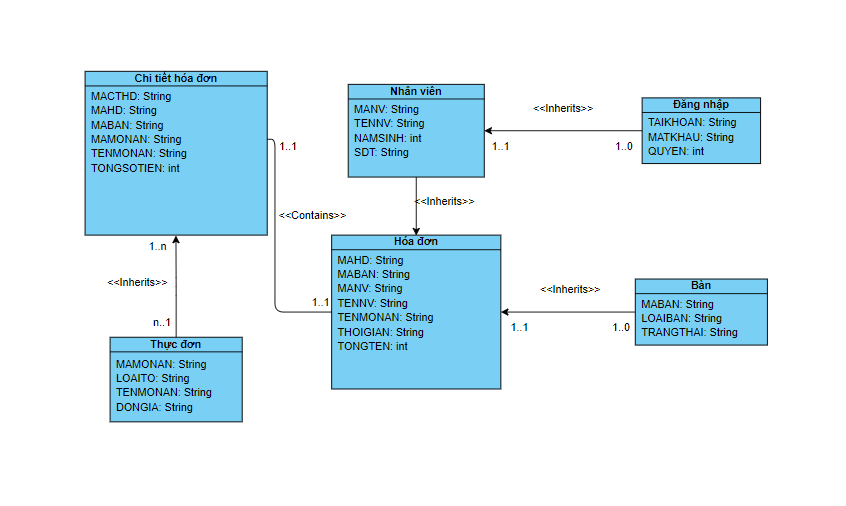 Chi tiết hóa đơn
MACTHD: String
MAHD: String
MABAN: String
MAMONAN: String
TENMONAN: String
TONGSOTIEN: int
1..1
<<Contains>>
1..1
1..n
<<Inherits>>
n..1
Thực đơn
MAMONAN: String
LOAITO: String
TENMONAN: String
DONGIA: String
Nhân viên
MANV: String
TENNV: String
NAMSINH: int
SDT: String
<<Inherits>>
1..1
1..0
Đăng nhập
TAIKHOAN: String
MATKHAU: String
QUYEN: int
<<Inherits>>
Hóa đơn
MAHD: String
MABAN: String
MANV: String
TENNV: String
TENMONAN: String
THOIGIAN: String
TONGTEN: int
<<Inherits>>
1..1
1..0
Bàn
MABAN: String
LOAIBAN: String
TRANGTHAI: String